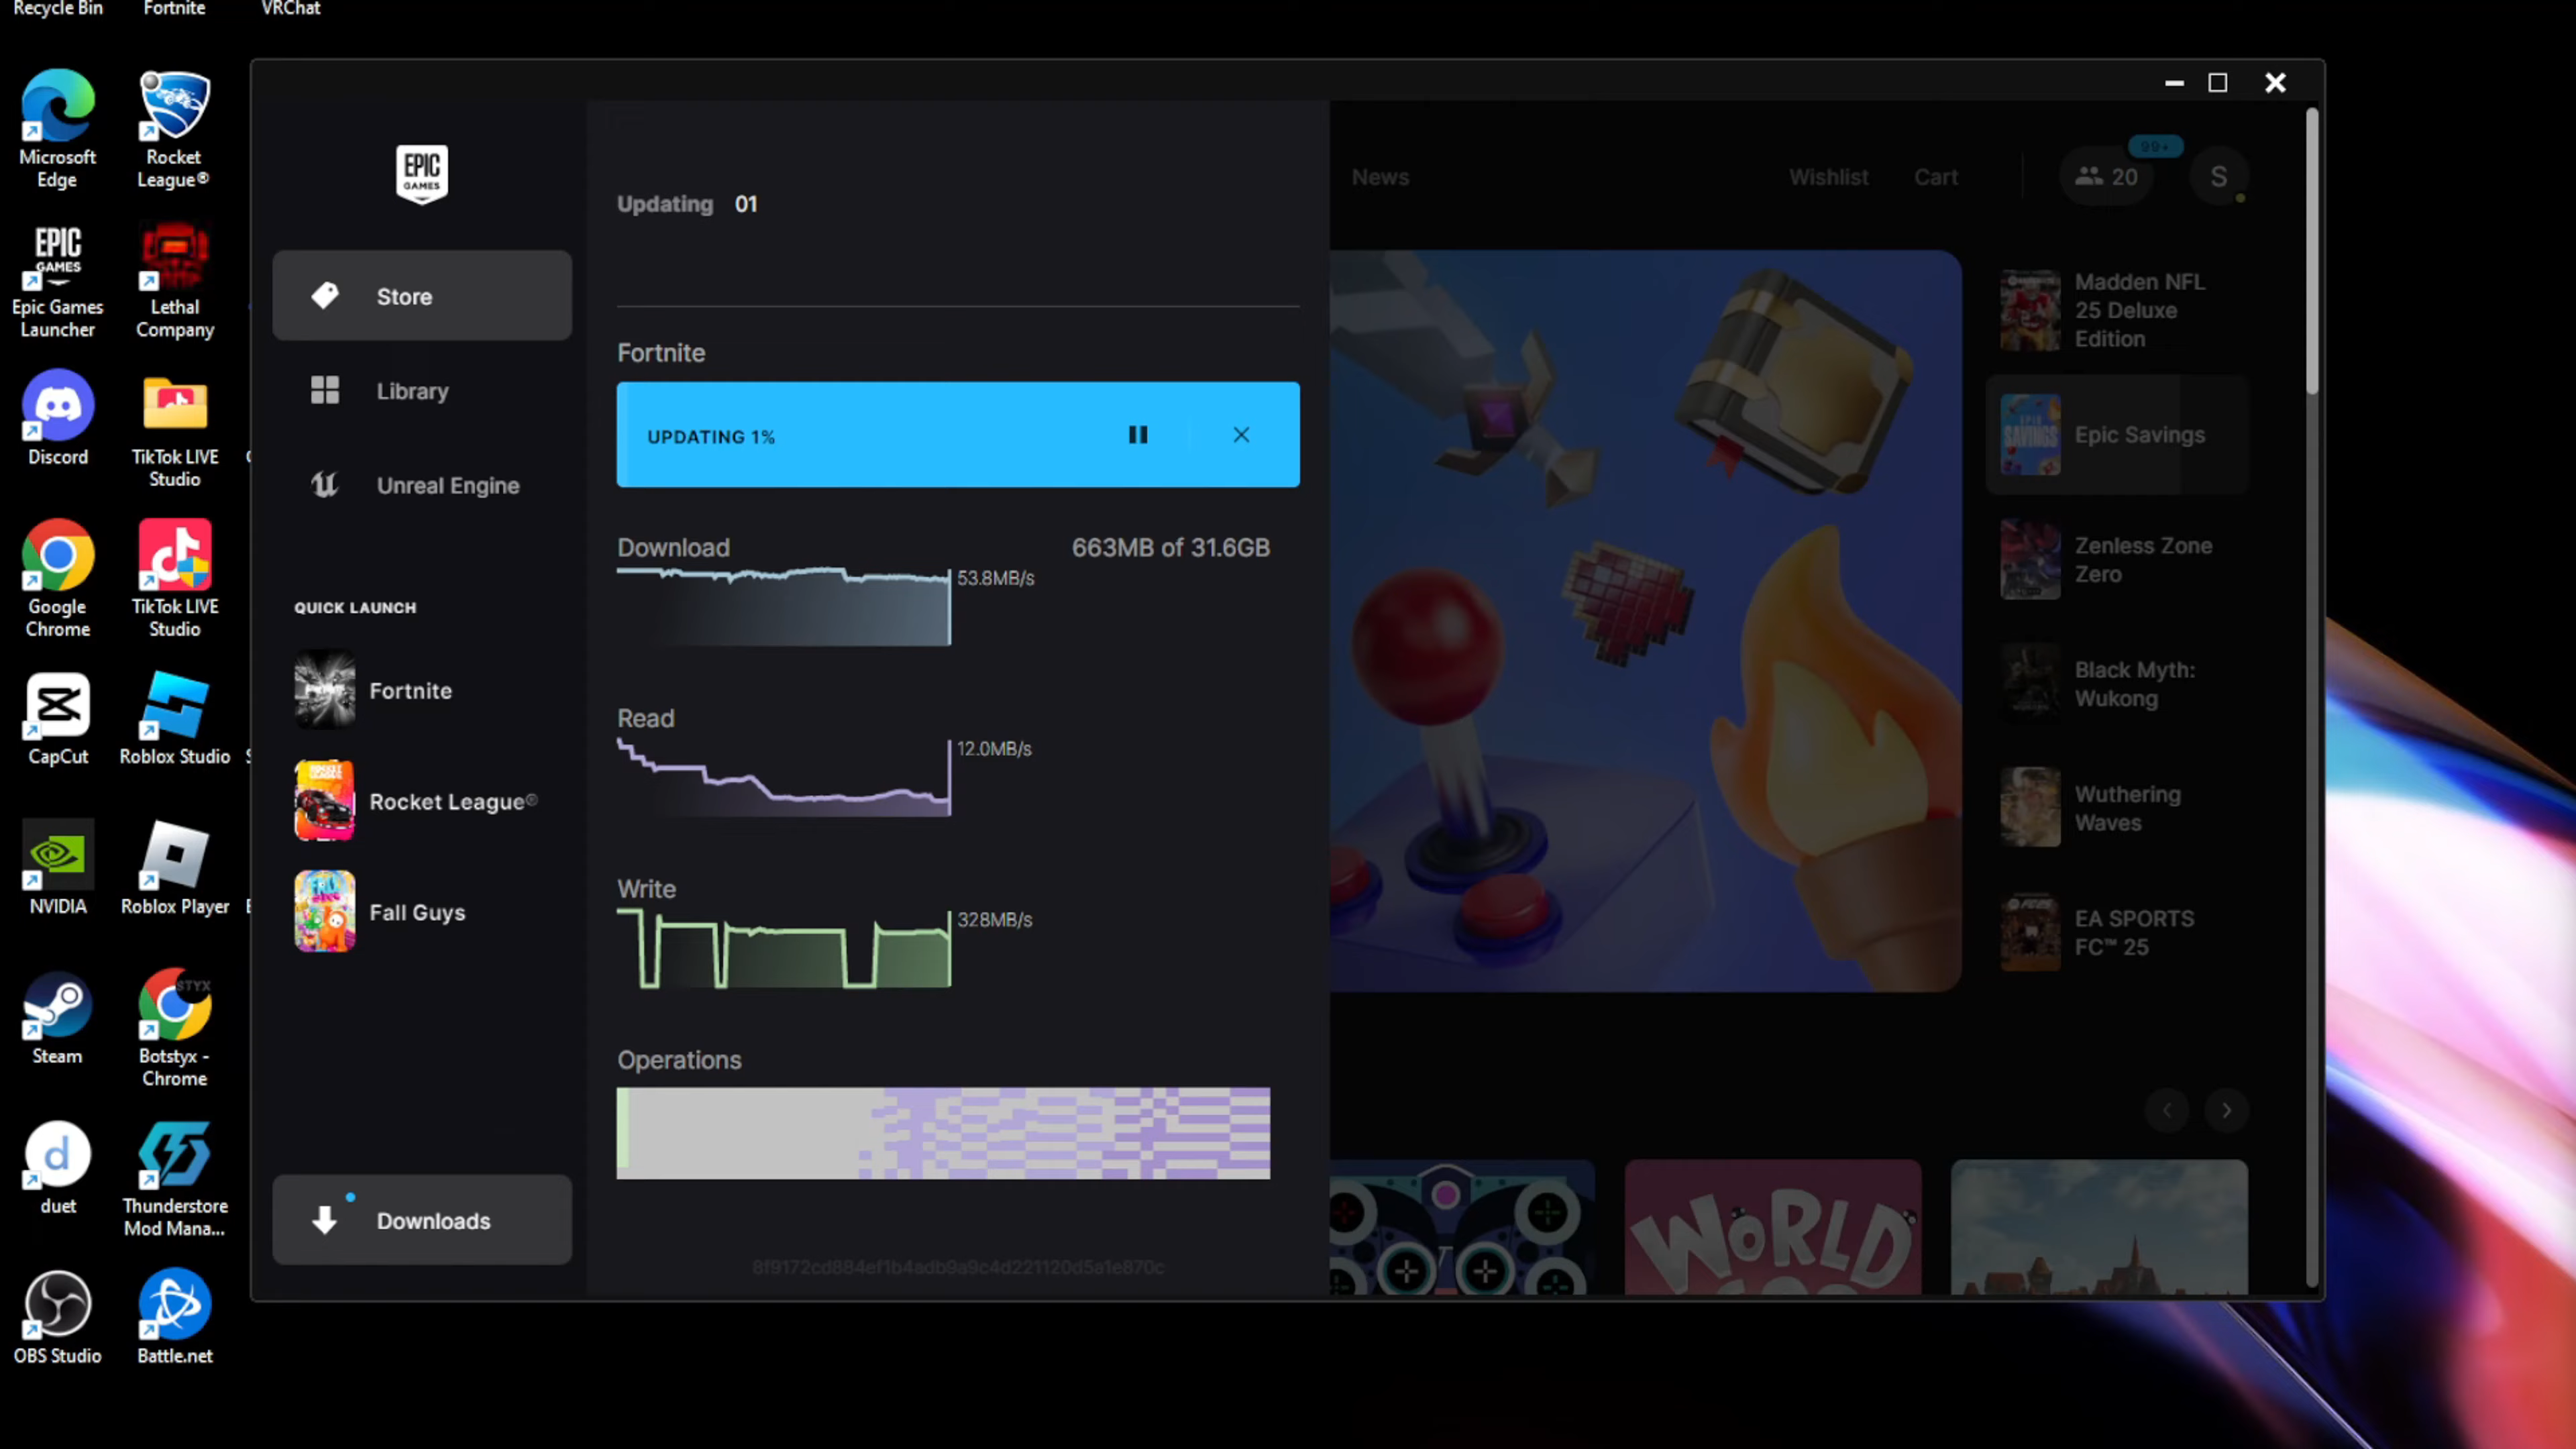 Recycle Bin
Fortnite
VRChat
Microsoft
Edge
Rocket
League®
EPIC
GAMES
Epic Games
Launcher
Lethal
Company
Discord
TikTok LIVE
Studio
Google
Chrome
TikTok LIVE
Studio
CapCut
Roblox Studio
NVIDIA
Roblox Player
Steam
STYX
Botstyx -
Chrome
d
duet
Thunderstore
Mod Mana...
OBS Studio
Battle.net
EPIC
GAMES
Store
Library
Unreal Engine
QUICK LAUNCH
Fortnite
Rocket League®
Fall Guys
Downloads
Updating 01
Fortnite
UPDATING 1%
Download
663MB of 31.6GB
53.8MB/s
Read
12.0MB/s
Write
328MB/s
Operations
8f9172cd884ef1b4adb9a9c4d221120d5a1e870c
News
Wishlist
Cart
99+
20
S
Madden NFL
25 Deluxe
Edition
EPIC
SAVINGS
Epic Savings
Zenless Zone
Zero
Black Myth:
Wukong
Wuthering
Waves
EA SPORTS
FC™ 25
WORLD